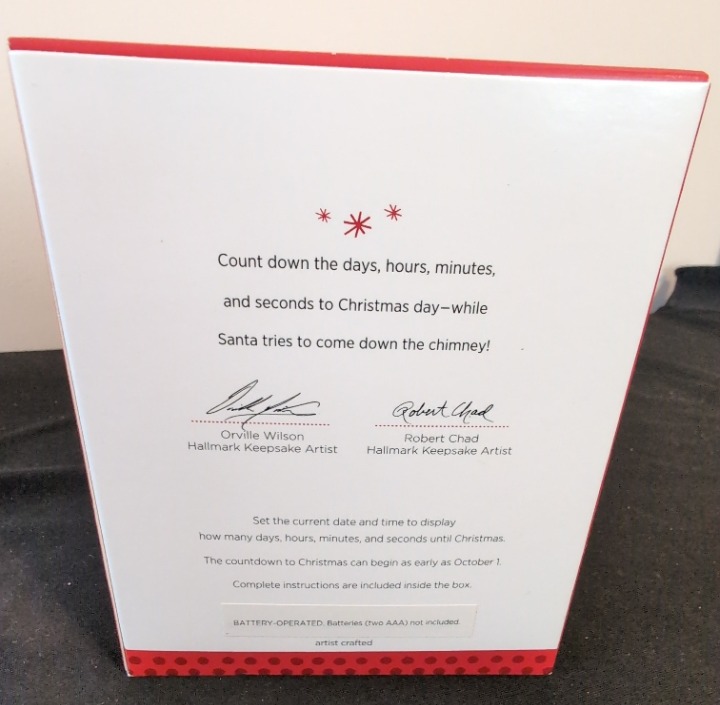 Count down the days, hours, minutes,
and seconds to Christmas day—while
Santa tries to come down the chimney!
Robert Chad
Orville Wilson
Hallmark Keepsake Artist
Robert Chad
Hallmark Keepsake Artist
Set the current date and time to display
how many days, hours, minutes, and seconds until Christmas.
The countdown to Christmas can begin as early as October 1.
Complete instructions are included inside the box.
BATTERY-OPERATED. Batteries (two AAA) not included.
artist crafted